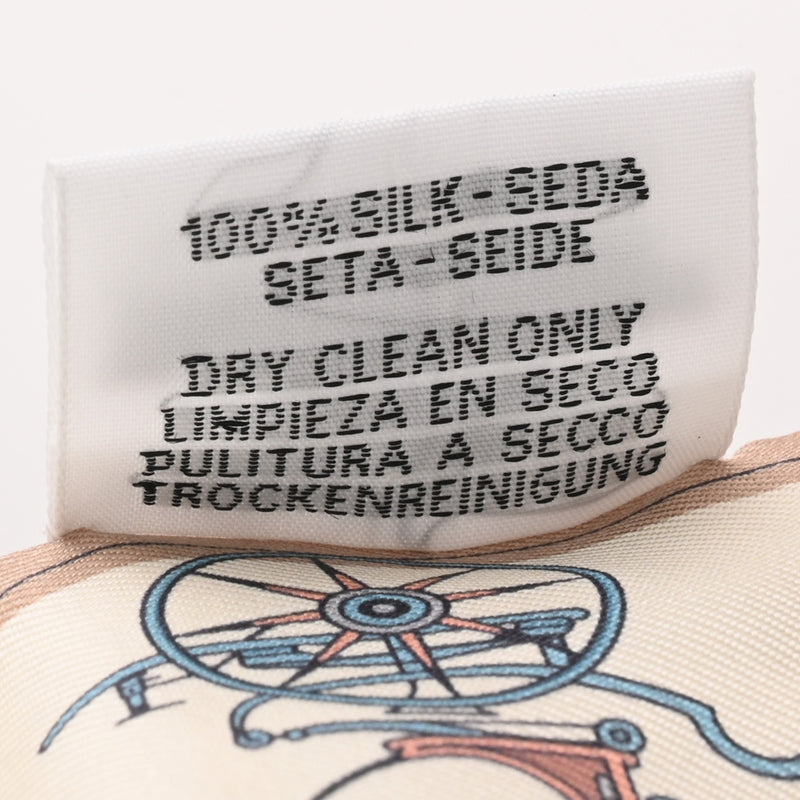 100% SILK-SEDA
SETA-SEIDE
DRY CLEAN ONLY
LIMPIEZA EN SECO
PULITURA A SECCO
TROCKENREINIGUNG